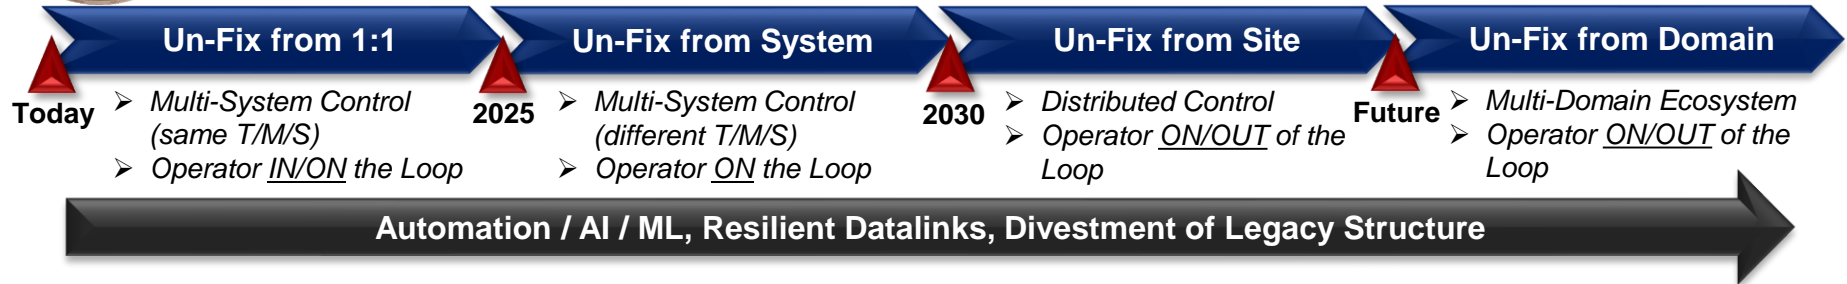 Un-Fix from 1:1
Un-Fix from System
Un-Fix from Site
Un-Fix from Domain
Today
➢ Multi-System Control
(same T/M/S)
➢ Operator IN/ON the Loop
2025
➢ Multi-System Control
(different T/M/S)
➢ Operator ON the Loop
2030
➢ Distributed Control
➢ Operator ON/OUT of the
Loop
Future
➢ Multi-Domain Ecosystem
➢ Operator ON/OUT of the
Loop
Automation / AI / ML, Resilient Datalinks, Divestment of Legacy Structure